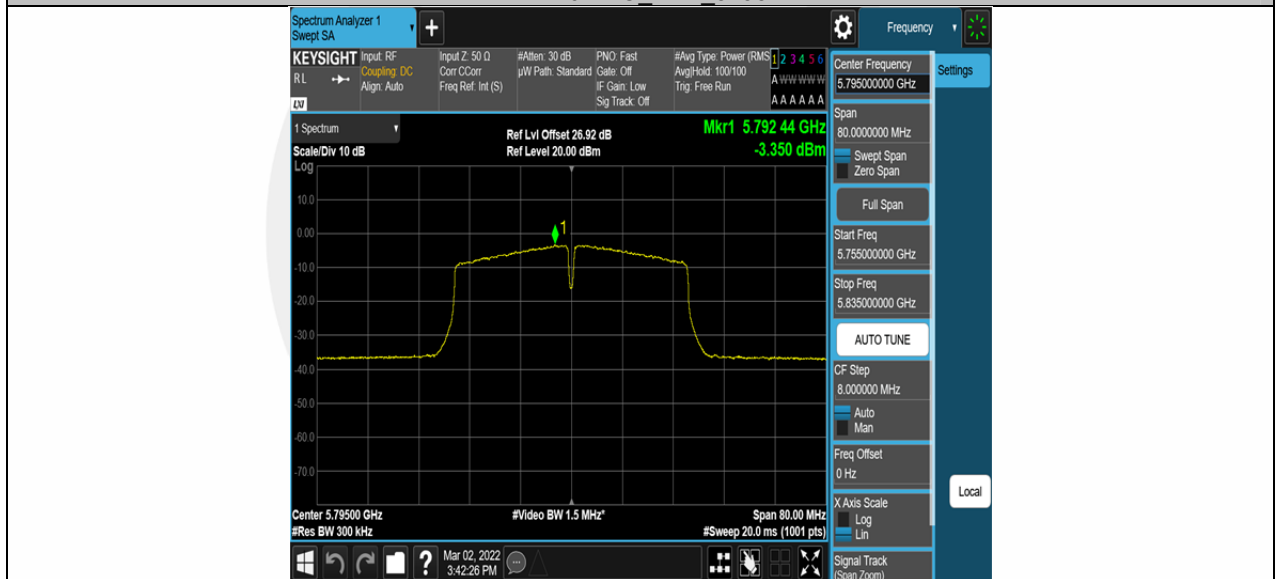 Spectrum Analyzer 1
Swept SA
+
Frequency
KEYSIGHT
RL
LXI
Input: RF
Coupling: DC
Align: Auto
Input Z: 50 Ω
Corr CCorr
Freq Ref: Int (S)
#Atten: 30 dB
µW Path: Standard
PNO: Fast
Gate: Off
IF Gain: Low
Sig Track: Off
#Avg Type: Power (RMS
Avg|Hold: 100/100
Trig: Free Run
1 2 3 4 5 6
A W W W W W
A A A A A A
1 Spectrum
Scale/Div 10 dB
Log
Ref Lvl Offset 26.92 dB
Ref Level 20.00 dBm
Mkr1 5.792 44 GHz
-3.350 dBm
10.0
0.00
-10.0
-20.0
-30.0
-40.0
-50.0
-60.0
-70.0
1
Center 5.79500 GHz
#Res BW 300 kHz
#Video BW 1.5 MHz*
Span 80.00 MHz
#Sweep 20.0 ms (1001 pts)
?
Mar 02, 2022
3:42:26 PM
Center Frequency
5.795000000 GHz
Settings
Span
80.0000000 MHz
Swept Span
Zero Span
Full Span
Start Freq
5.755000000 GHz
Stop Freq
5.835000000 GHz
AUTO TUNE
CF Step
8.000000 MHz
Auto
Man
Freq Offset
0 Hz
X Axis Scale
Log
Lin
Local
Signal Track
(Span Zoom)